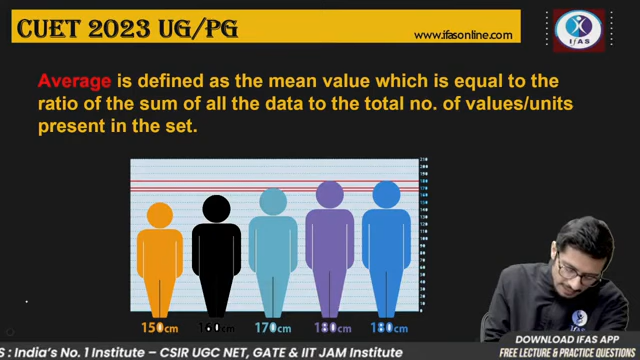 CUET 2023 UG/PG
www.ifasonline.com
IFAS
Average is defined as the mean value which is equal to the
ratio of the sum of all the data to the total no. of values/units
present in the set.
150cm 160cm 170cm 180cm 180cm
DOWNLOAD IFAS APP
S : India's No. 1 Institute – CSIR UGC NET, GATE & IIT JAM Institute
FREE LECTURE & PRACTICE QUESTIONS